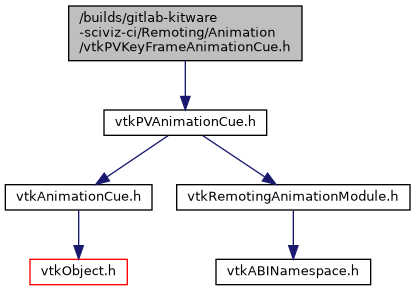 /builds/gitlab-kitware
-sciviz-ci/Remoting/Animation
/vtkPVKeyFrameAnimationCue.h
vtkPVAnimationCue.h
vtkAnimationCue.h
vtkRemotingAnimationModule.h
vtkObject.h
vtkABINamespace.h